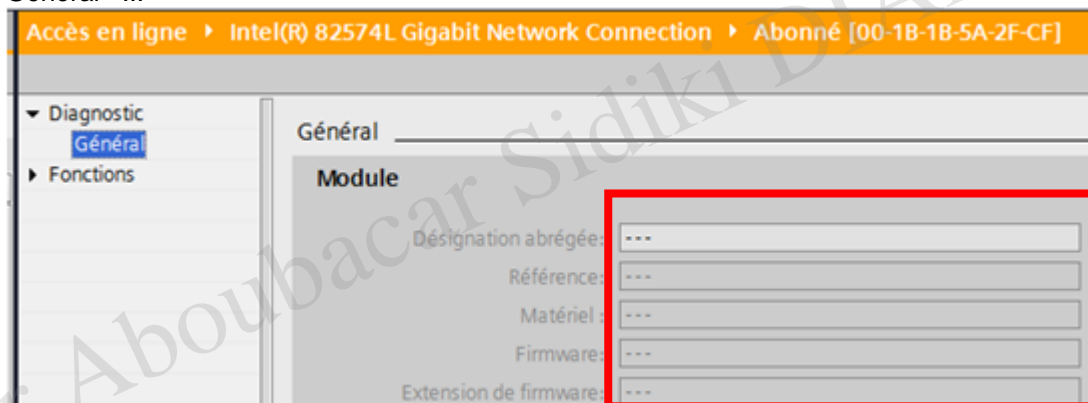 Accès en ligne ▸ Intel(R) 82574L Gigabit Network Connection ▸ Abonné [00-1B-1B-5A-2F-CF]
Diagnostic
Général
Fonctions
Général
Module
Désignation abrégée: ---
Référence: ---
Matériel : ---
Firmware: ---
Extension de firmware: ---
Aboubacar Sidiki